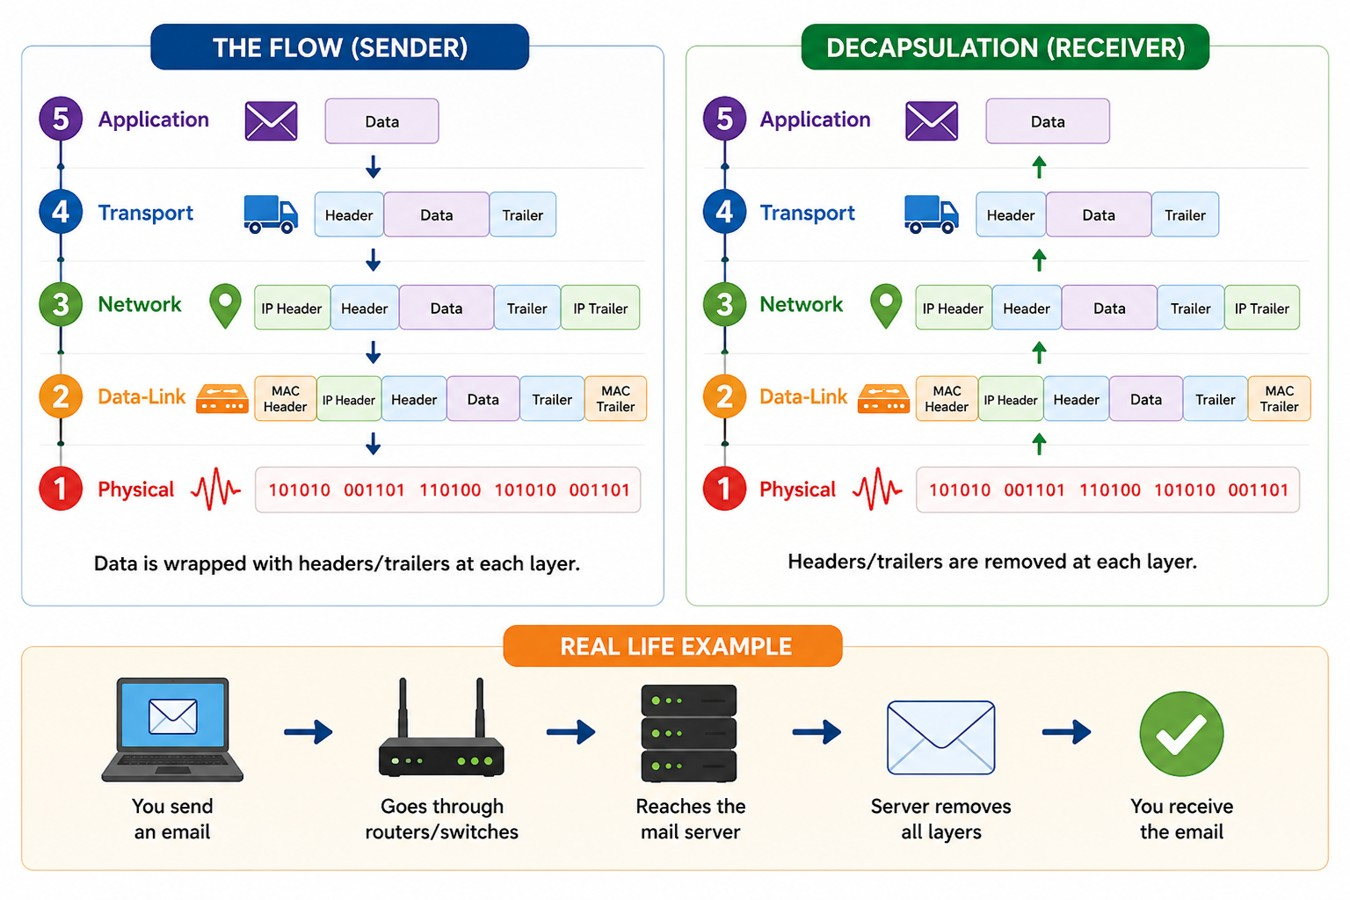 THE FLOW (SENDER)
5 Application Data
4 Transport Header Data Trailer
3 Network IP Header Header Data Trailer IP Trailer
2 Data-Link MAC Header IP Header Header Data Trailer MAC Trailer
1 Physical 101010 001101 110100 101010 001101
Data is wrapped with headers/trailers at each layer.
DECAPSULATION (RECEIVER)
5 Application Data
4 Transport Header Data Trailer
3 Network IP Header Header Data Trailer IP Trailer
2 Data-Link MAC Header IP Header Header Data Trailer MAC Trailer
1 Physical 101010 001101 110100 101010 001101
Headers/trailers are removed at each layer.
REAL LIFE EXAMPLE
You send
an email
Goes through
routers/switches
Reaches the
mail server
Server removes
all layers
You receive
the email